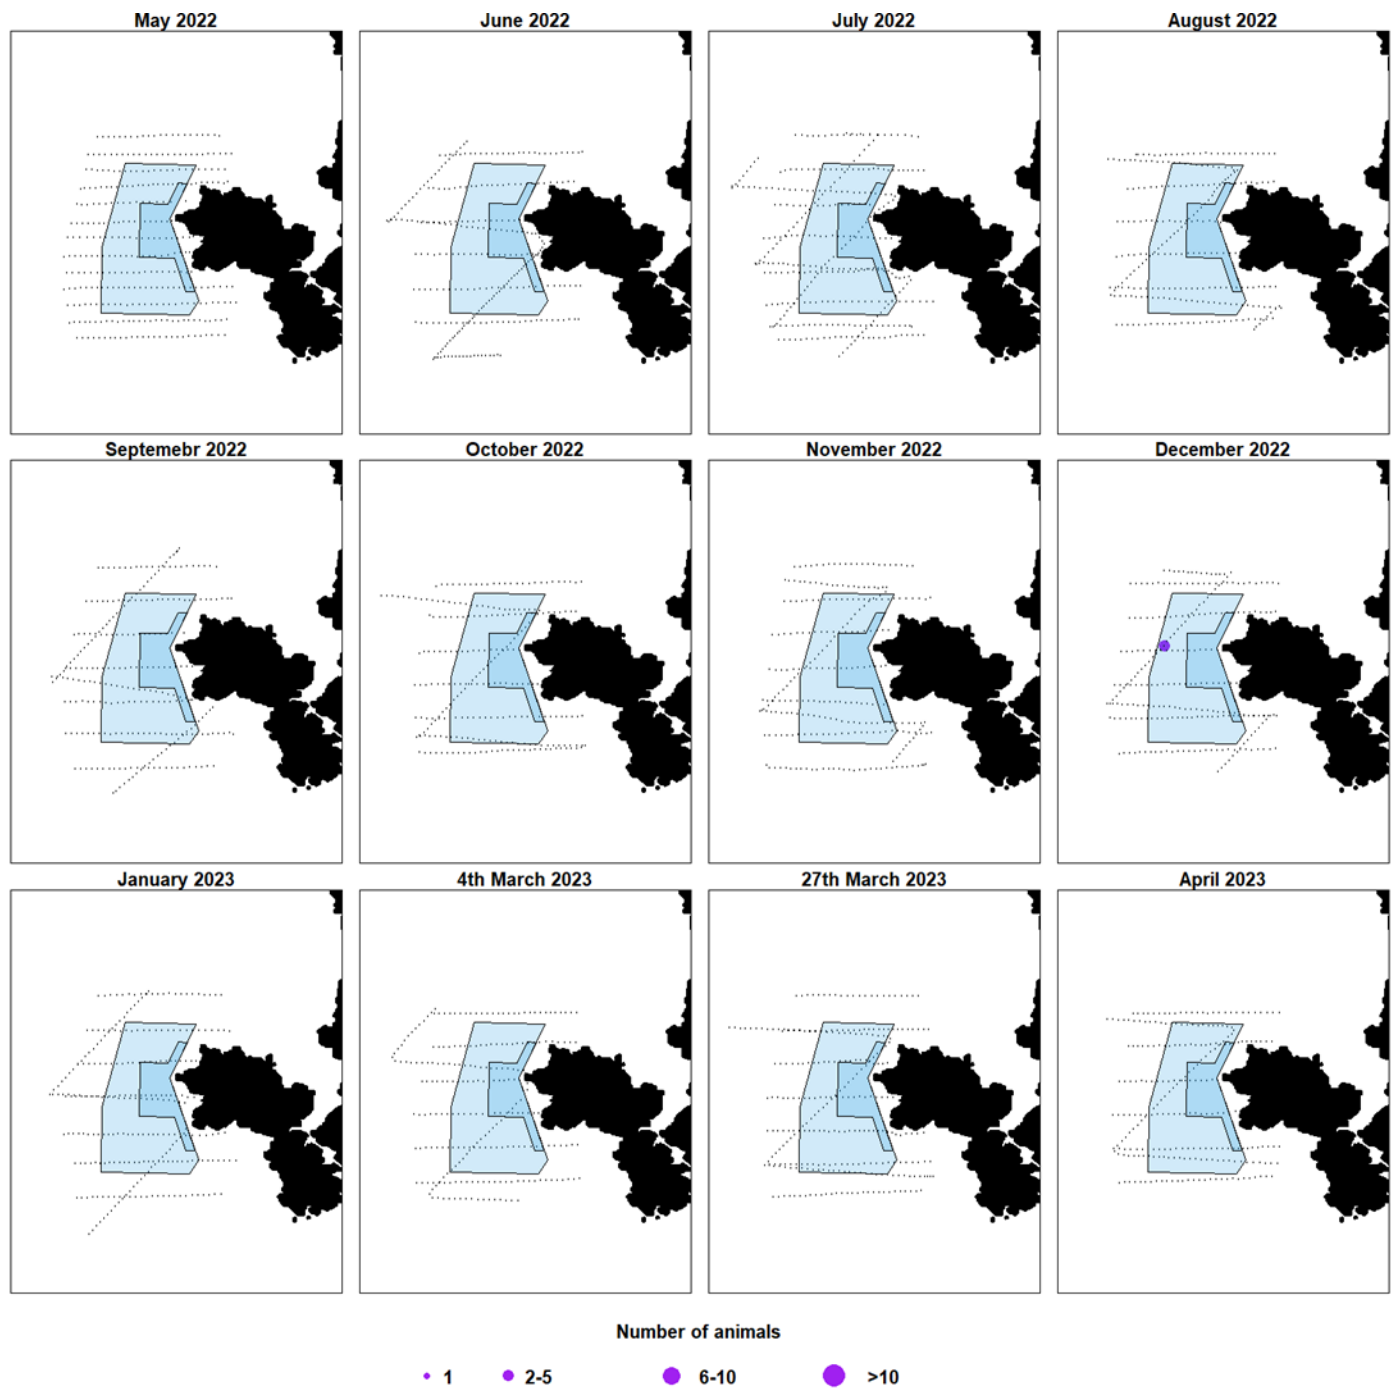 May 2022
June 2022
July 2022
August 2022
Septemebr 2022
October 2022
November 2022
December 2022
January 2023
4th March 2023
27th March 2023
April 2023
Number of animals
1
2-5
6-10
>10